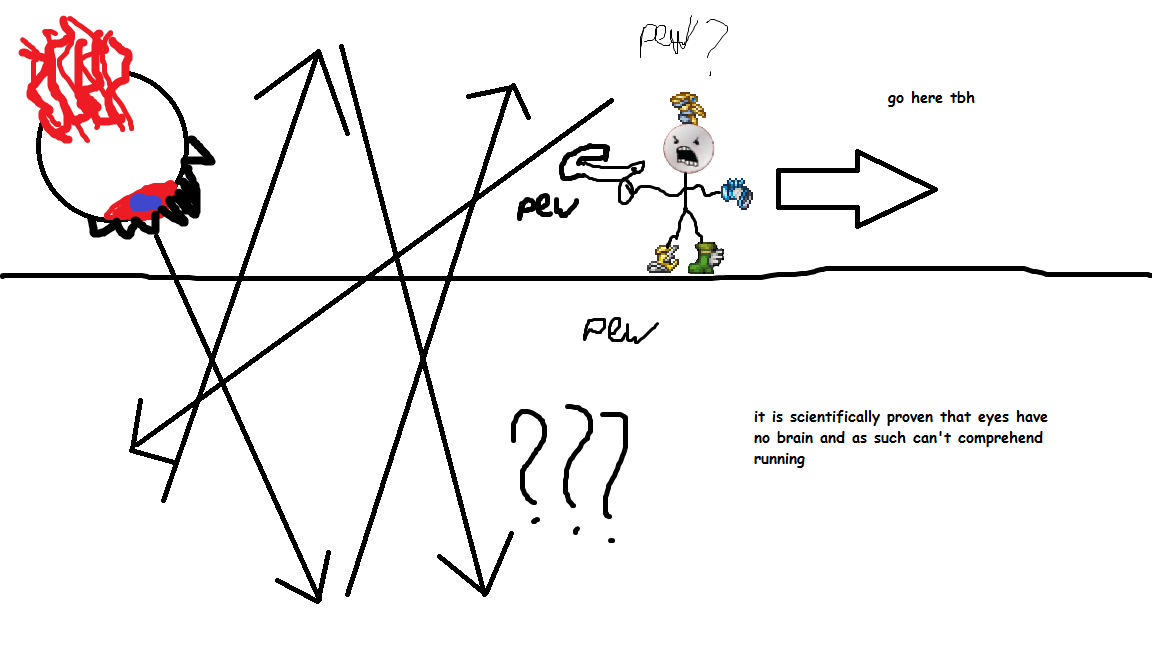 pew?
go here tbh
pew
pew
???
it is scientifically proven that eyes have
no brain and as such can't comprehend
running